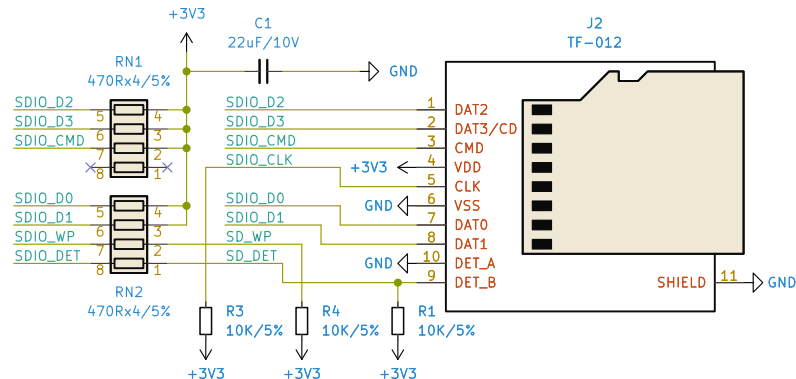 +3V3
C1
22uF/10V
GND
RN1
470Rx4/5%
SDIO_D2
5
4
SDIO_D3
6
3
SDIO_CMD
7
2
8
1
SDIO_D0
5
4
SDIO_D1
6
3
SDIO_WP
7
2
SDIO_DET
8
1
RN2
470Rx4/5%
J2
TF-012
SDIO_D2
1
DAT2
SDIO_D3
2
DAT3/CD
SDIO_CMD
3
CMD
SDIO_CLK
+3V3
4
VDD
5
CLK
GND
6
VSS
SDIO_D0
7
DAT0
SDIO_D1
8
DAT1
SD_WP
GND
10
DET_A
SD_DET
9
DET_B
SHIELD
11
GND
R3
10K/5%
+3V3
R4
10K/5%
+3V3
R1
10K/5%
+3V3